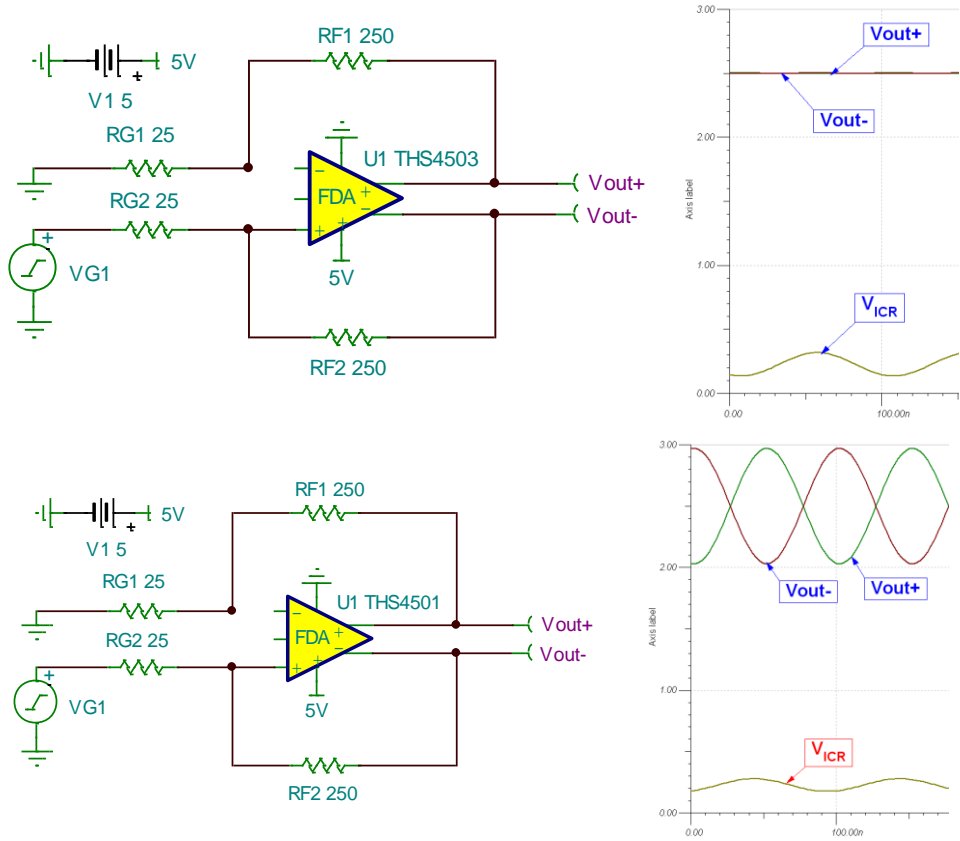 RF1 250
5V
V1 5
RG1 25
U1 THS4503
RG2 25
−
FDA
+
−
+
+
Vout+
Vout-
VG1
+
5V
RF2 250
3.00
Vout+
Vout-
2.00
Axis label
1.00
VICR
0.00
0.00
100.00n
RF1 250
5V
V1 5
RG1 25
U1 THS4501
RG2 25
−
FDA
+
−
+
+
Vout+
Vout-
VG1
+
5V
RF2 250
3.00
2.00
Vout-
Vout+
Axis label
1.00
VICR
0.00
0.00
100.00n